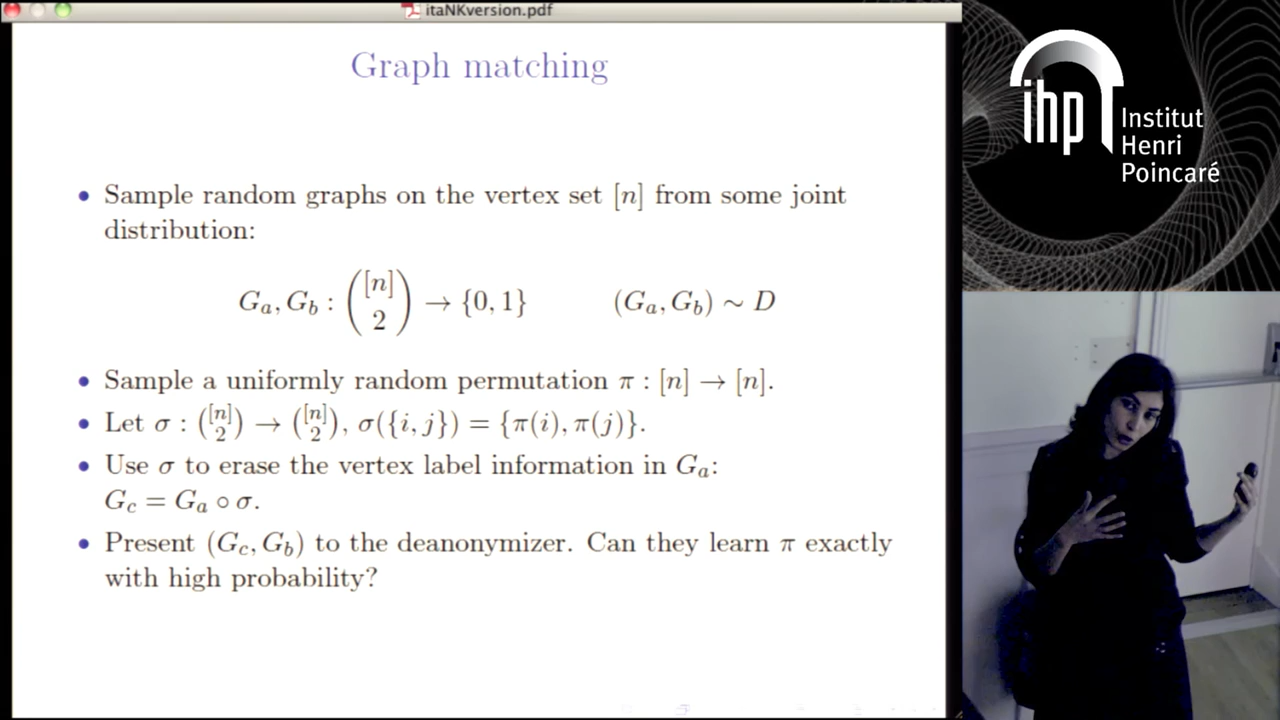 itaNKversion.pdf
Graph matching
• Sample random graphs on the vertex set [n] from some joint
distribution:
G_a, G_b : \binom{[n]}{2} → {0, 1}    (G_a, G_b) ∼ D
• Sample a uniformly random permutation π : [n] → [n].
• Let σ : \binom{[n]}{2} → \binom{[n]}{2}, σ({i, j}) = {π(i), π(j)}.
• Use σ to erase the vertex label information in G_a:
G_c = G_a ∘ σ.
• Present (G_c, G_b) to the deanonymizer. Can they learn π exactly
with high probability?
ihp
Institut
Henri
Poincaré